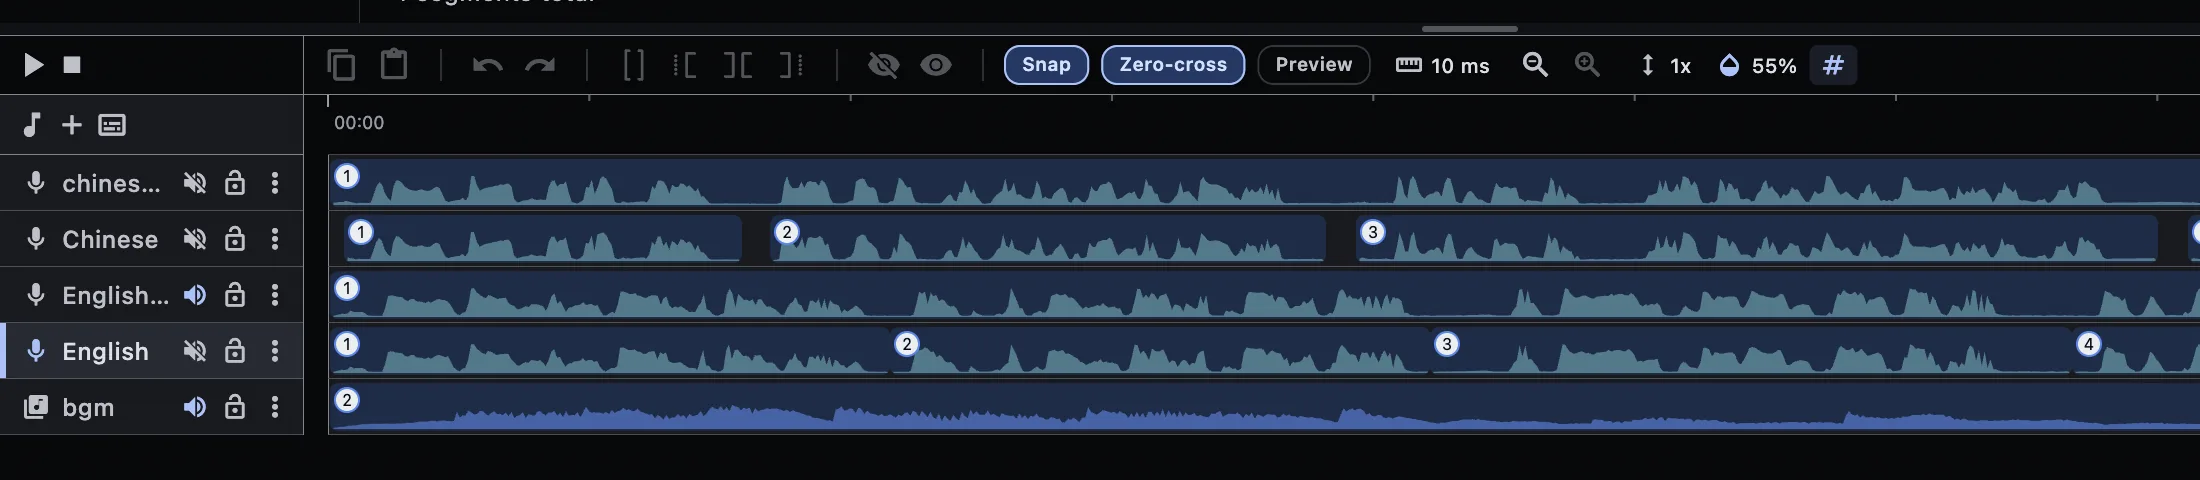 Snap Zero-cross Preview 10 ms 1x 55% #
00:00
chines... 1
Chinese 1 2 3
English... 1
English 1 2 3 4
bgm 2